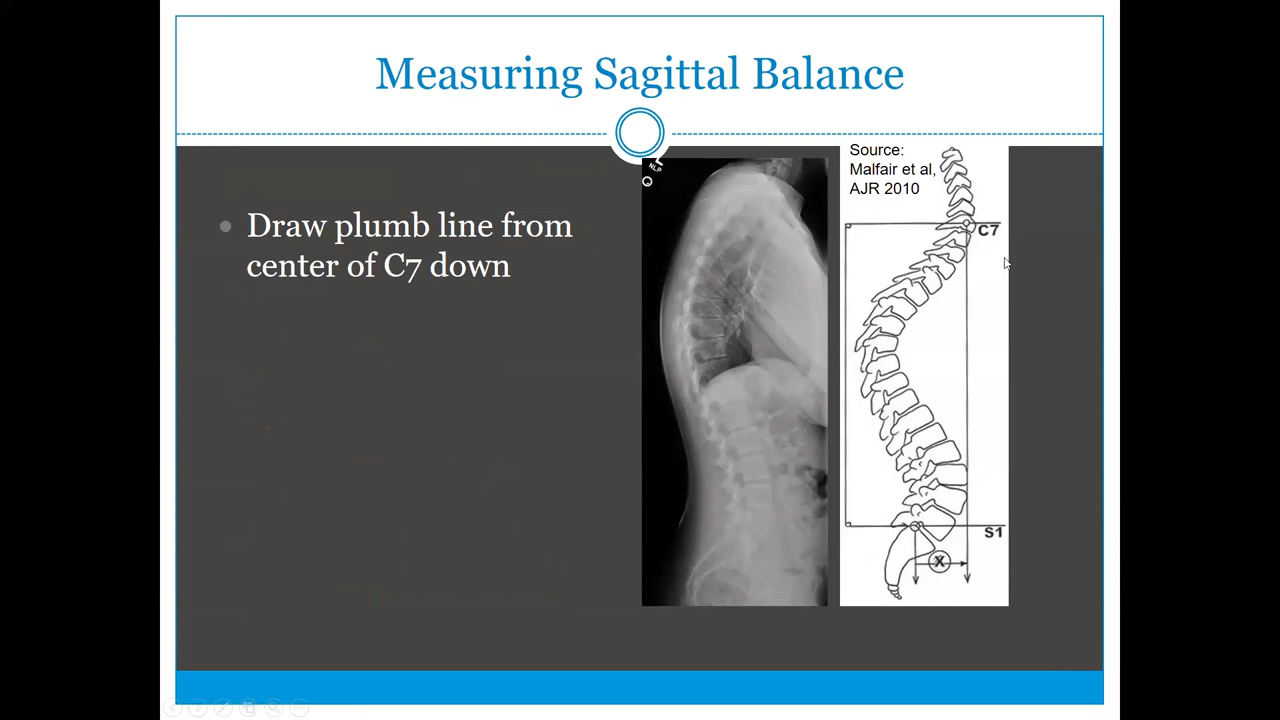 Measuring Sagittal Balance
Draw plumb line from
center of C7 down
L
NLP
Source:
Malfair et al,
AJR 2010
C7
S1
X